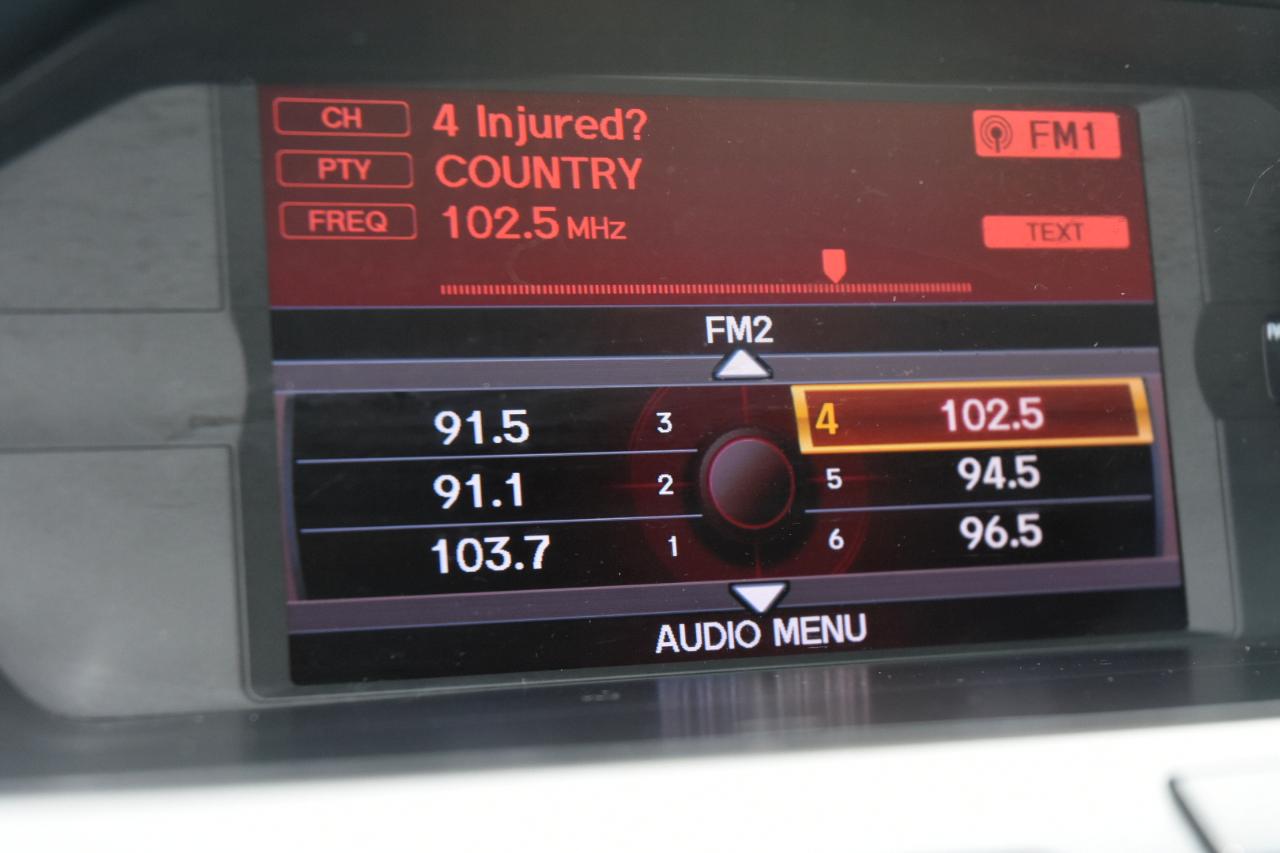 CH 4 Injured? FM1
PTY COUNTRY
FREQ 102.5 MHz TEXT
FM2
91.5 3 4 102.5
91.1 2 5 94.5
103.7 1 6 96.5
AUDIO MENU